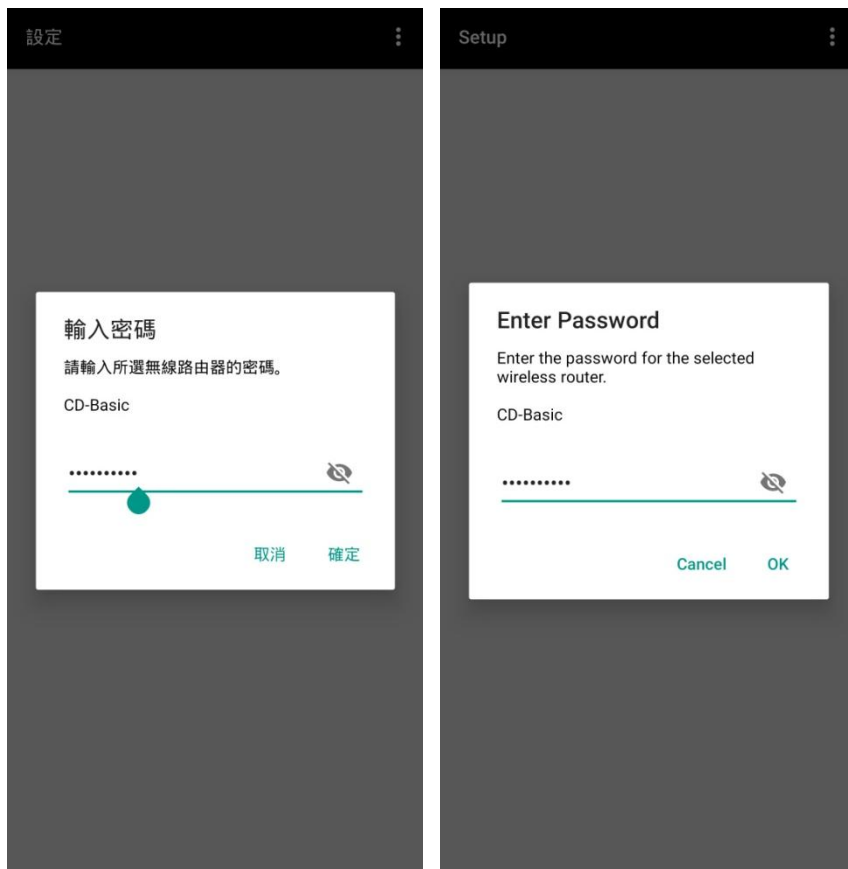 設定
輸入密碼
請輸入所選無線路由器的密碼。
CD-Basic
••••••••••
取消 確定
Setup
Enter Password
Enter the password for the selected
wireless router.
CD-Basic
••••••••••
Cancel OK